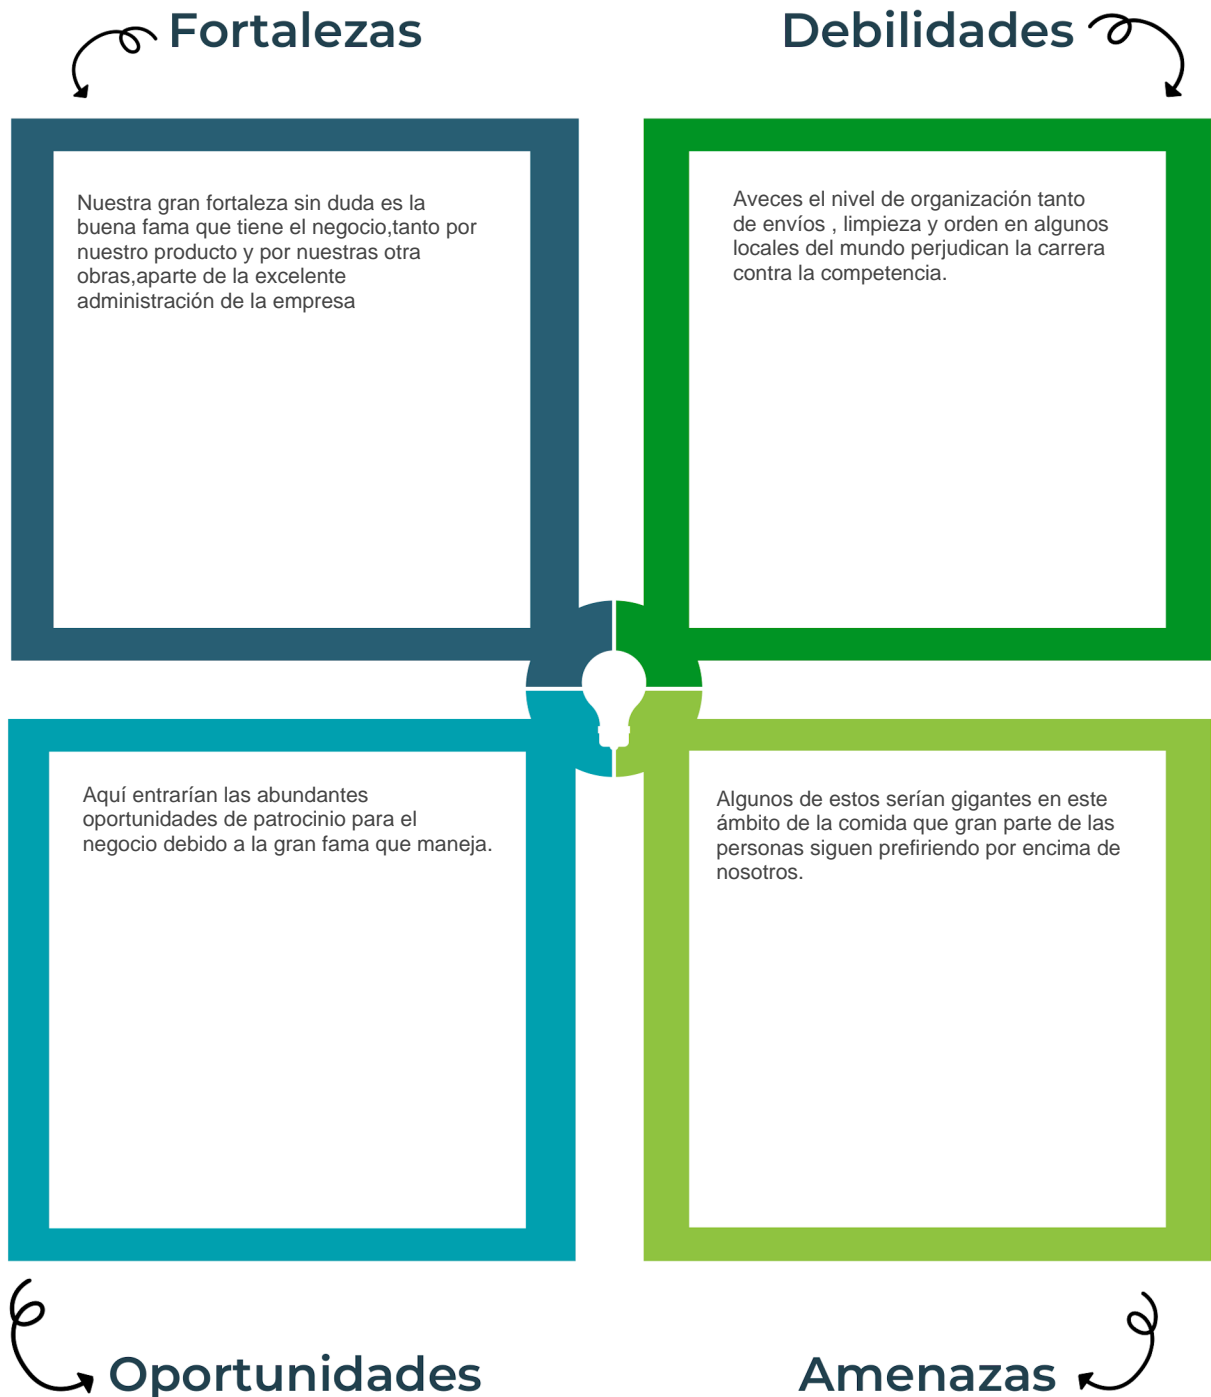 Fortalezas
Nuestra gran fortaleza sin duda es la
buena fama que tiene el negocio,tanto por
nuestro producto y por nuestras otra
obras,aparte de la excelente
administración de la empresa
Debilidades
Aveces el nivel de organización tanto
de envíos , limpieza y orden en algunos
locales del mundo perjudican la carrera
contra la competencia.
Aquí entrarían las abundantes
oportunidades de patrocinio para el
negocio debido a la gran fama que maneja.
Oportunidades
Algunos de estos serían gigantes en este
ámbito de la comida que gran parte de las
personas siguen prefiriendo por encima de
nosotros.
Amenazas